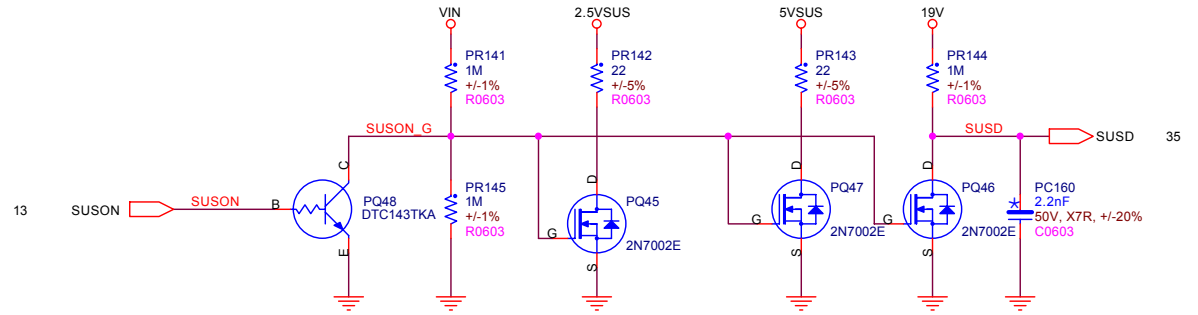 VIN
2.5VSUS
5VSUS
19V
PR141
1M
+/-1%
R0603
PR142
22
+/-5%
R0603
PR143
22
+/-5%
R0603
PR144
1M
+/-1%
R0603
SUSON_G
SUSD
SUSD
35
13
SUSON
SUSON
B
C
E
PQ48
DTC143TKA
PR145
1M
+/-1%
R0603
D
G
S
PQ45
2N7002E
D
G
S
PQ47
2N7002E
D
G
S
PQ46
2N7002E
PC160
2.2nF
50V, X7R, +/-20%
C0603